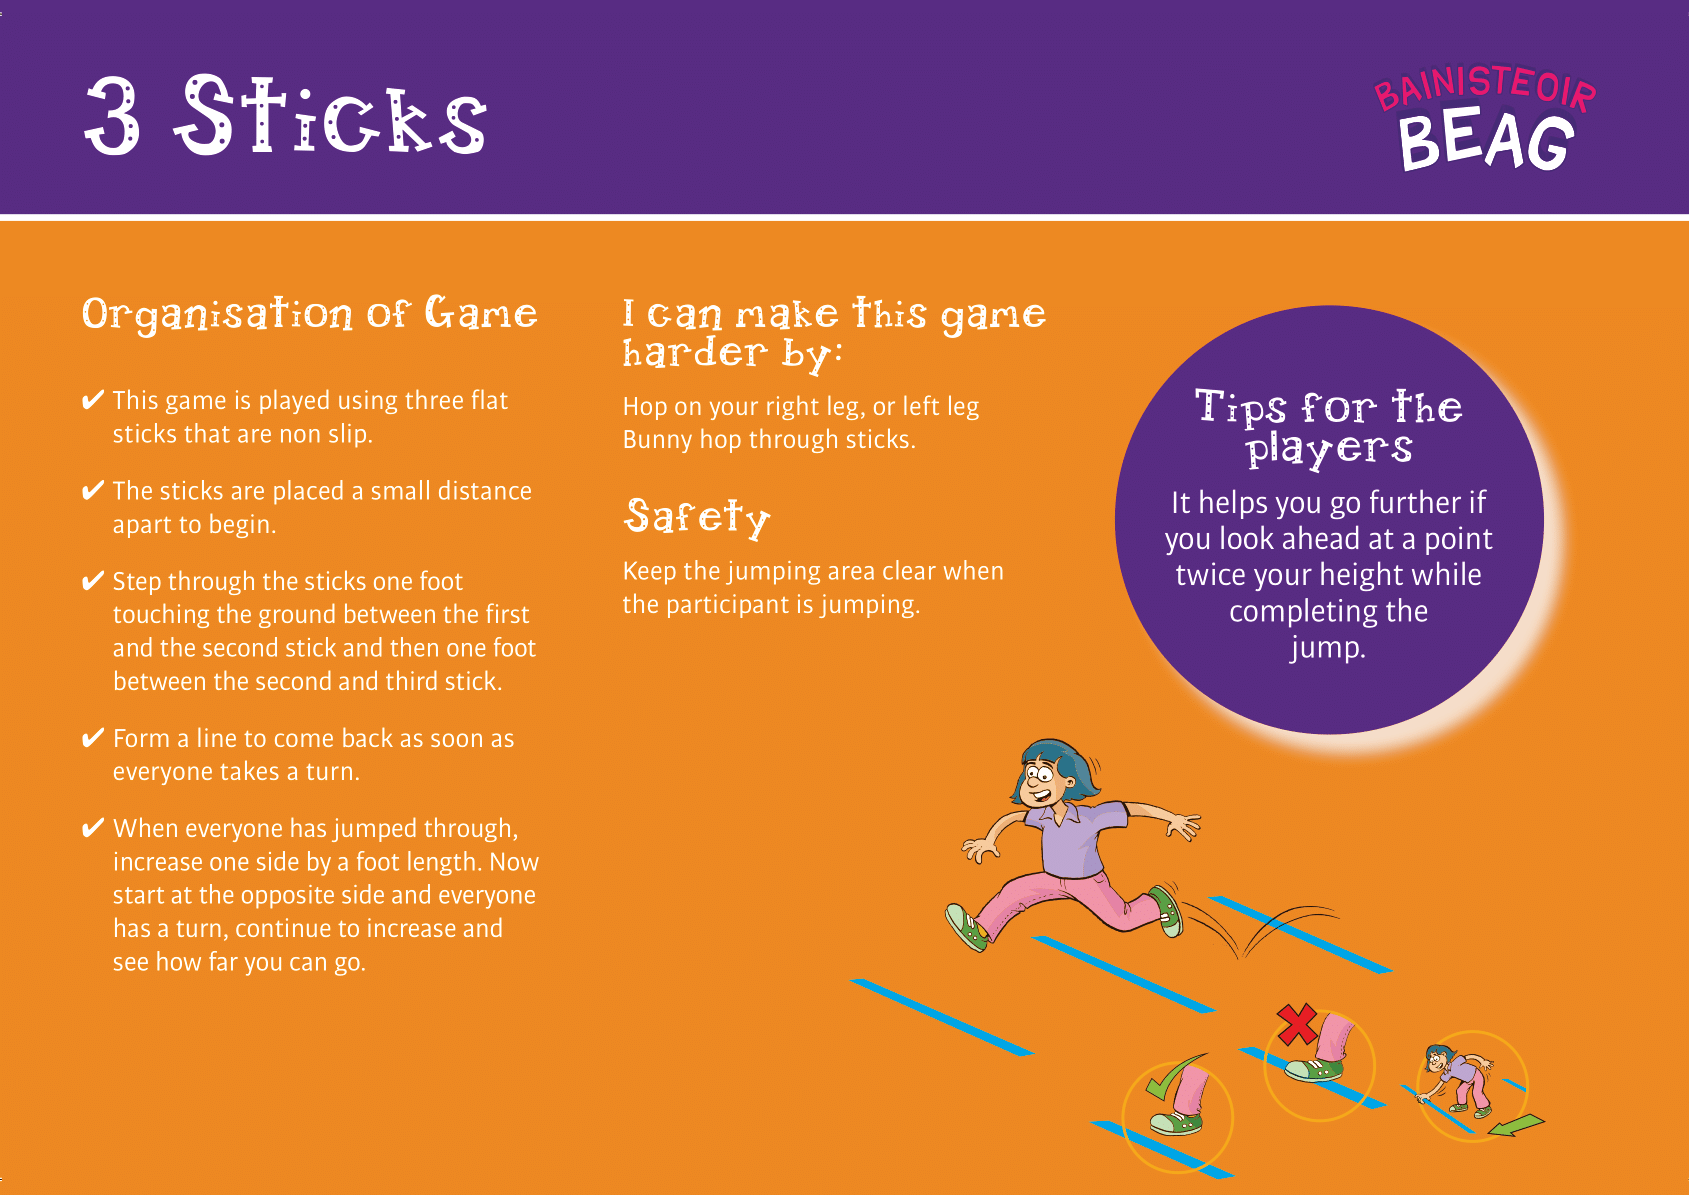 3 Sticks
BAINISTEOIR
BEAG
Organisation of Game
✔ This game is played using three flat
sticks that are non slip.
✔ The sticks are placed a small distance
apart to begin.
✔ Step through the sticks one foot
touching the ground between the first
and the second stick and then one foot
between the second and third stick.
✔ Form a line to come back as soon as
everyone takes a turn.
✔ When everyone has jumped through,
increase one side by a foot length. Now
start at the opposite side and everyone
has a turn, continue to increase and
see how far you can go.
I can make this game
harder by:
Hop on your right leg, or left leg
Bunny hop through sticks.
Safety
Keep the jumping area clear when
the participant is jumping.
Tips for the
players
It helps you go further if
you look ahead at a point
twice your height while
completing the
jump.